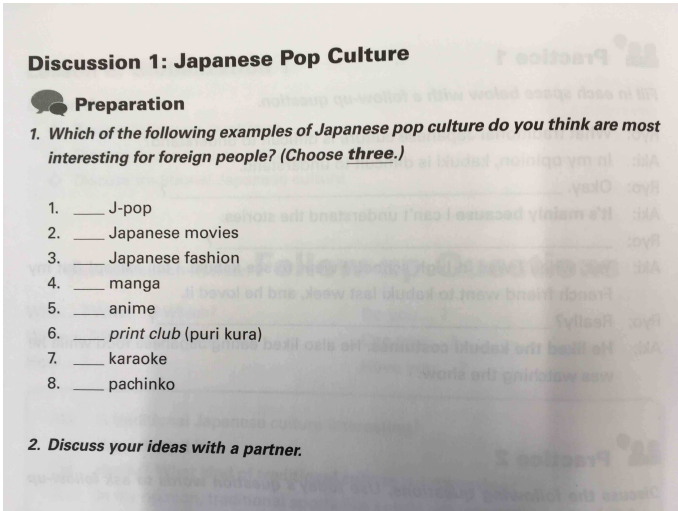 Discussion 1: Japanese Pop Culture
Preparation
1. Which of the following examples of Japanese pop culture do you think are most
interesting for foreign people? (Choose three.)
1. ____ J-pop
2. ____ Japanese movies
3. ____ Japanese fashion
4. ____ manga
5. ____ anime
6. ____ print club (puri kura)
7. ____ karaoke
8. ____ pachinko
2. Discuss your ideas with a partner.